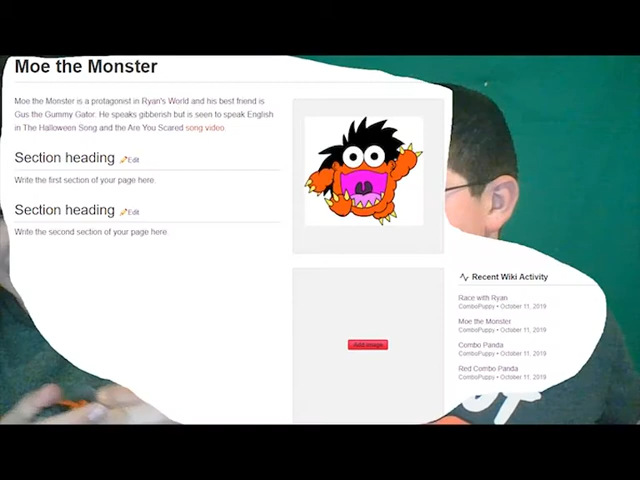 Moe the Monster
Moe the Monster is a protagonist in Ryan's World and his best friend is
Gus the Gummy Gator. He speaks gibberish but is seen to speak English
in The Halloween Song and the Are You Scared song video
Section heading Edit
Write the first section of your page here.
Section heading Edit
Write the second section of your page here
Add Image
Recent Wiki Activity
Race with Ryan
ComboPuppy • October 11, 2019
Moe the Monster
ComboPuppy • October 11, 2019
Combo Panda
ComboPuppy • October 11, 2019
Red Combo Panda
ComboPuppy • October 11, 2019